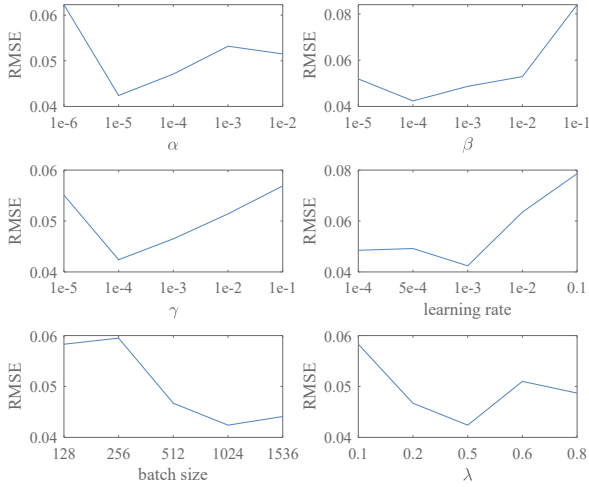 RMSE
0.06
0.05
0.04
1e-6 1e-5 1e-4 1e-3 1e-2
α
RMSE
0.08
0.06
0.04
1e-5 1e-4 1e-3 1e-2 1e-1
β
RMSE
0.06
0.05
0.04
1e-5 1e-4 1e-3 1e-2 1e-1
γ
RMSE
0.08
0.06
0.04
1e-4 5e-4 1e-3 1e-2 0.1
learning rate
RMSE
0.06
0.05
0.04
128 256 512 1024 1536
batch size
RMSE
0.06
0.05
0.04
0.1 0.2 0.5 0.6 0.8
λ